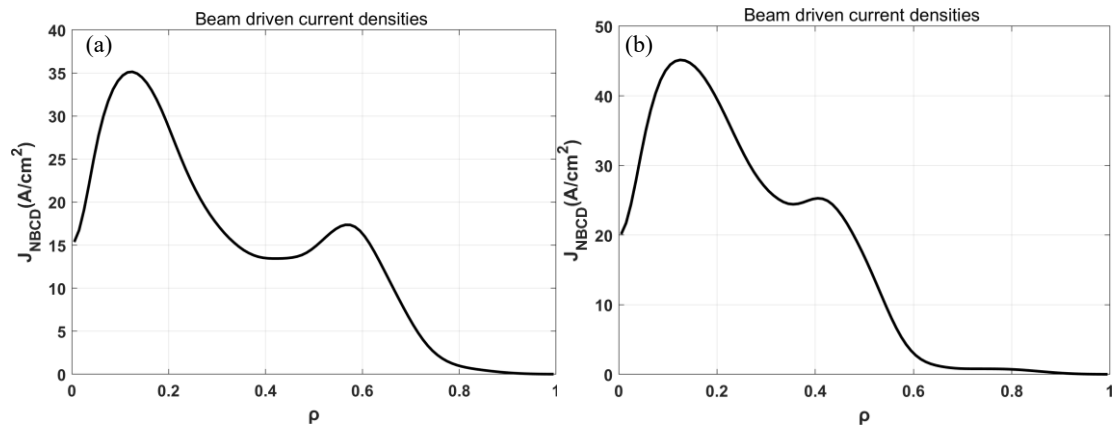 Beam driven current densities
(a)
J_NBCD(A/cm²)
40
35
30
25
20
15
10
5
0
0 0.2 0.4 0.6 0.8 1
ρ
Beam driven current densities
(b)
J_NBCD(A/cm²)
50
40
30
20
10
0
0 0.2 0.4 0.6 0.8 1
ρ